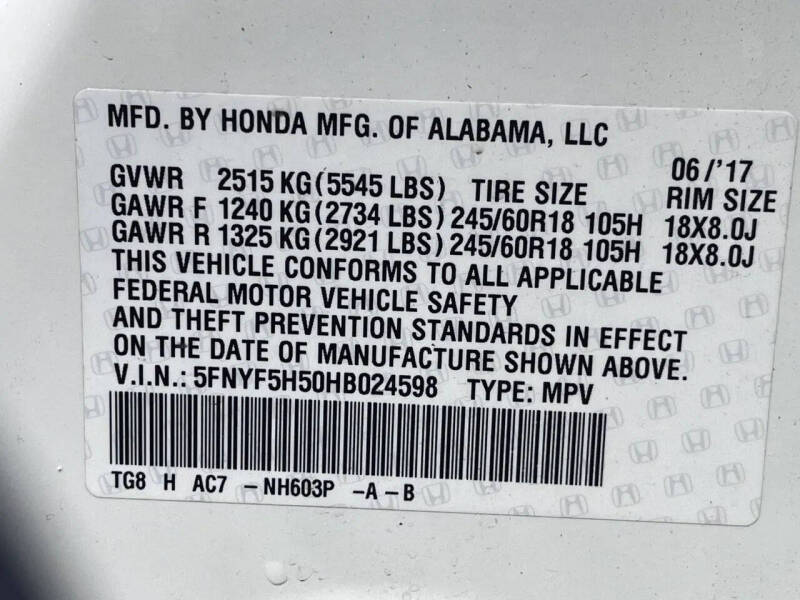 MFD. BY HONDA MFG. OF ALABAMA, LLC
06/'17
GVWR 2515 KG (5545 LBS) TIRE SIZE RIM SIZE
GAWR F 1240 KG (2734 LBS) 245/60R18 105H 18X8.0J
GAWR R 1325 KG (2921 LBS) 245/60R18 105H 18X8.0J
THIS VEHICLE CONFORMS TO ALL APPLICABLE
FEDERAL MOTOR VEHICLE SAFETY
AND THEFT PREVENTION STANDARDS IN EFFECT
ON THE DATE OF MANUFACTURE SHOWN ABOVE.
V.I.N.: 5FNYF5H50HB024598 TYPE: MPV
TG8 H AC7 -NH603P -A - B